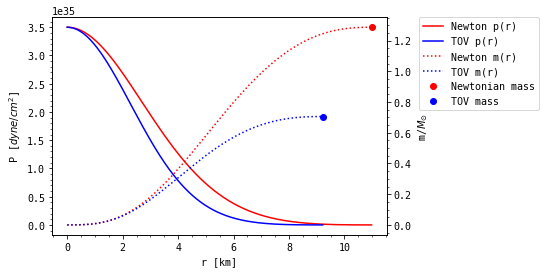 1e35
3.5
3.0
2.5
2.0
1.5
1.0
0.5
0.0
P [dyne/cm²]
0 2 4 6 8 10
r [km]
1.2
1.0
0.8
0.6
0.4
0.2
0.0
m/M⊙
Newton p(r)
TOV p(r)
Newton m(r)
TOV m(r)
Newtonian mass
TOV mass